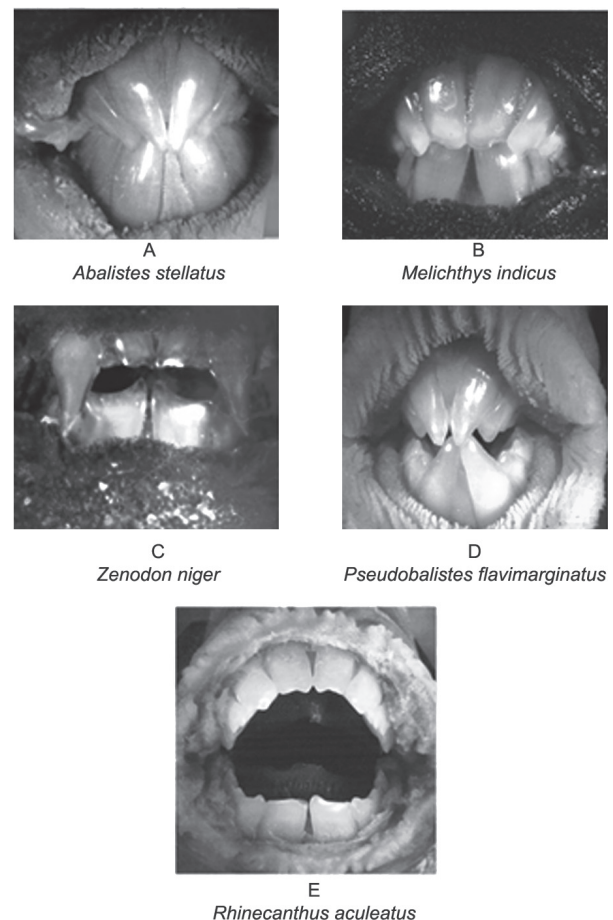 A
Abalistes stellatus
B
Melichthys indicus
C
Zenodon niger
D
Pseudobalistes flavimarginatus
E
Rhinecanthus aculeatus